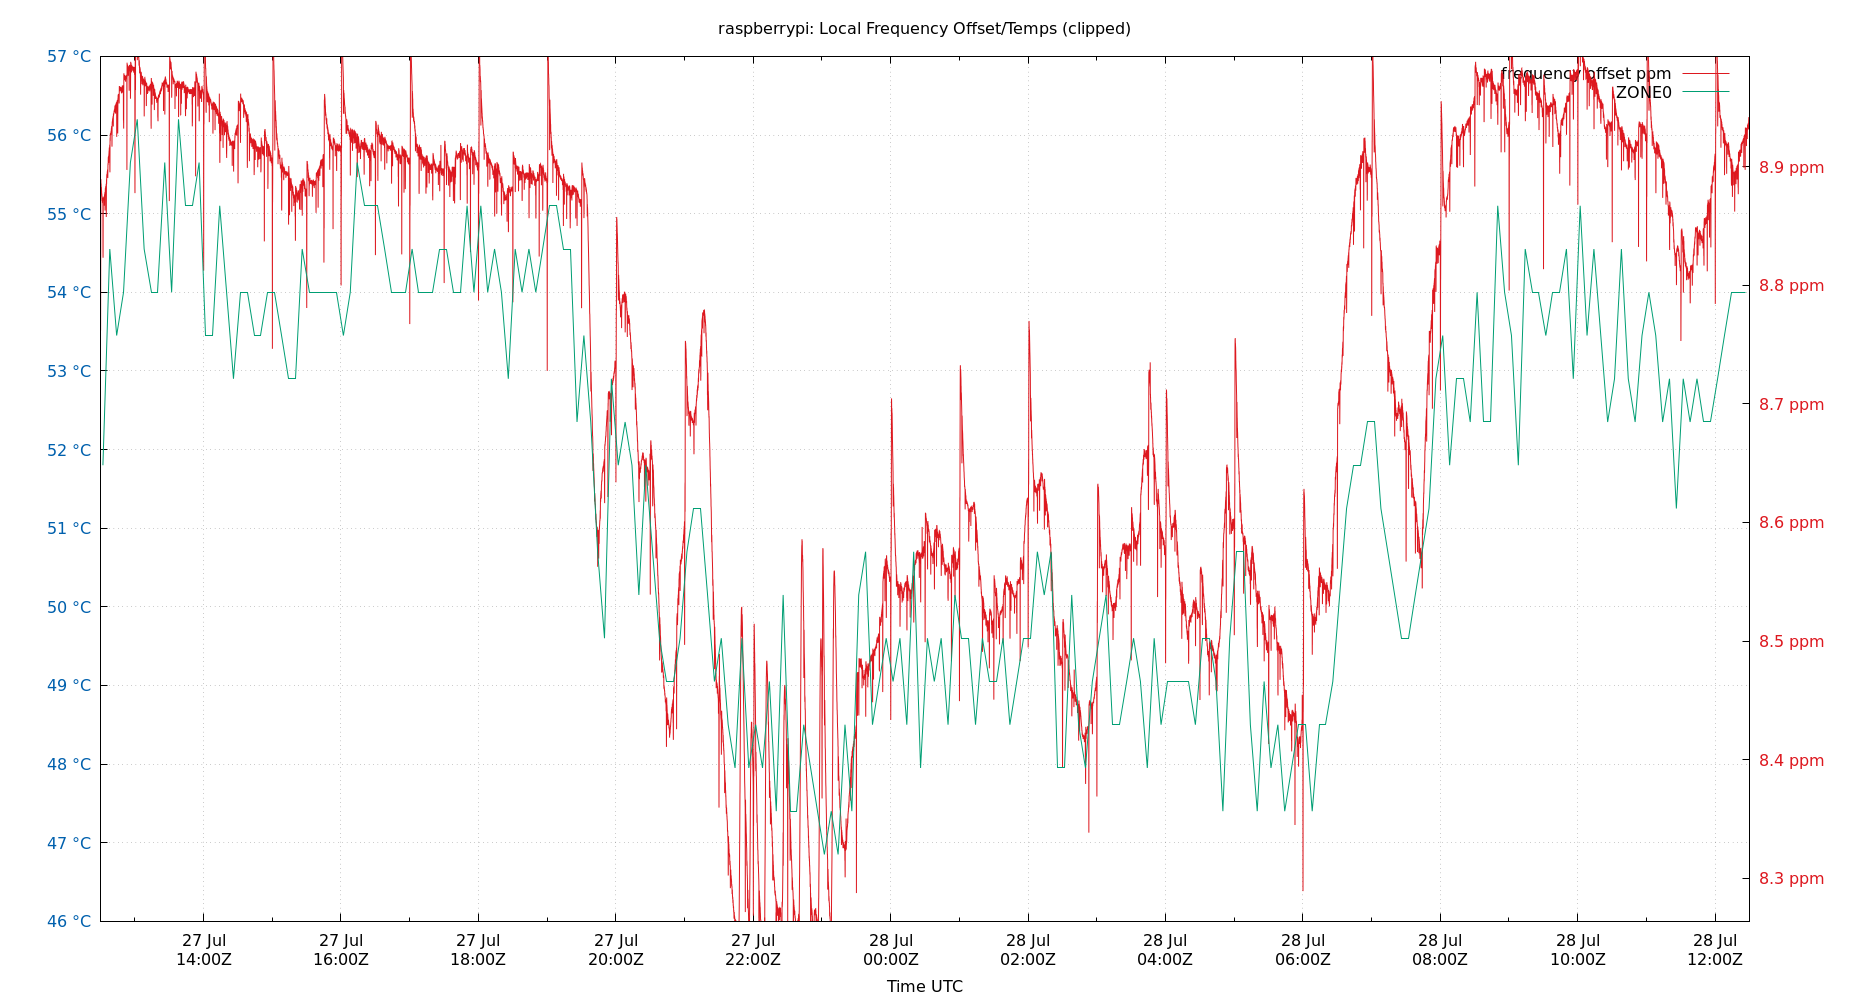 raspberrypi: Local Frequency Offset/Temps (clipped)
57 °C
56 °C
55 °C
54 °C
53 °C
52 °C
51 °C
50 °C
49 °C
48 °C
47 °C
46 °C
frequency offset ppm
ZONE0
8.9 ppm
8.8 ppm
8.7 ppm
8.6 ppm
8.5 ppm
8.4 ppm
8.3 ppm
27 Jul 27 Jul 27 Jul 27 Jul 27 Jul 28 Jul 28 Jul 28 Jul 28 Jul 28 Jul 28 Jul 28 Jul
14:00Z 16:00Z 18:00Z 20:00Z 22:00Z 00:00Z 02:00Z 04:00Z 06:00Z 08:00Z 10:00Z 12:00Z
Time UTC